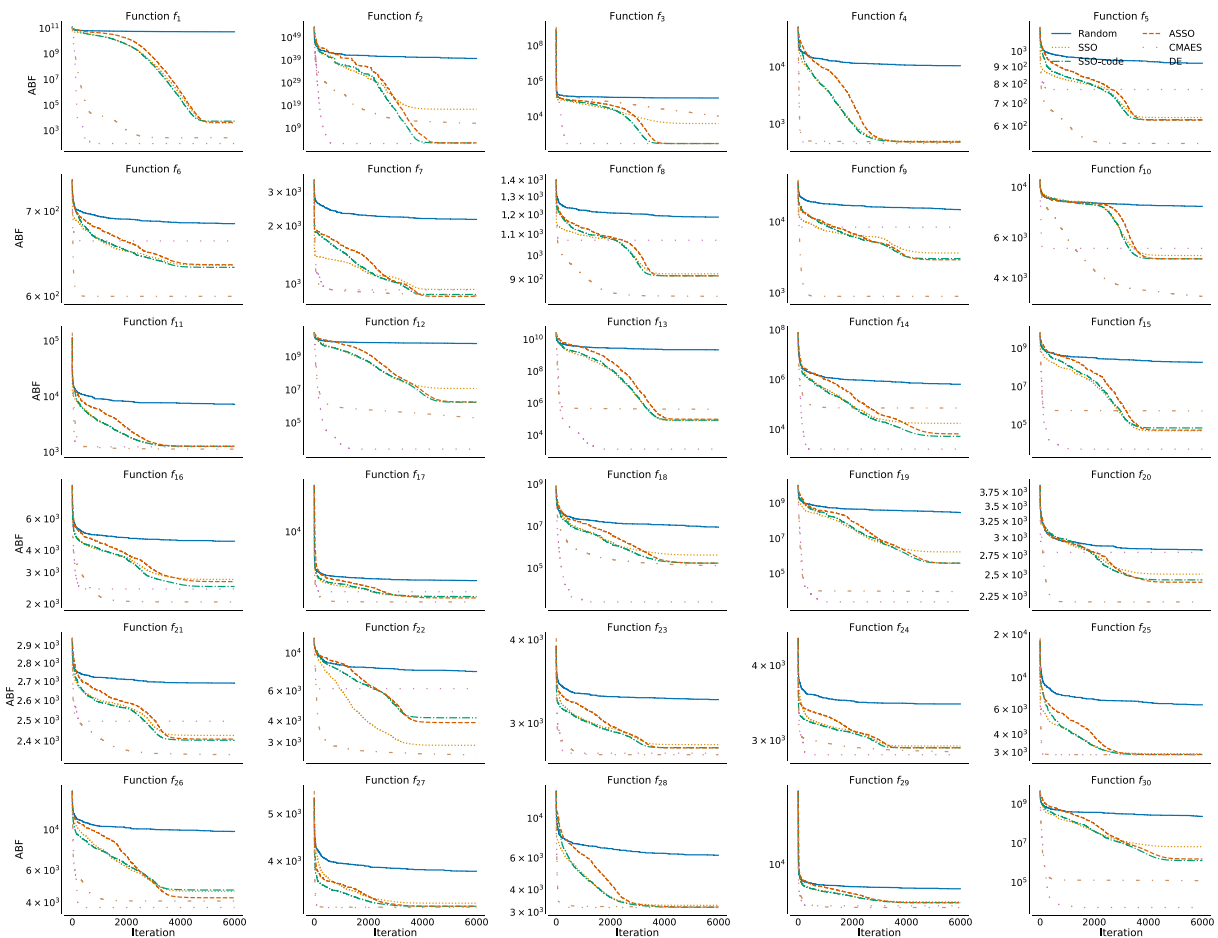 Function f1
Function f2
Function f3
Function f4
Function f5
ABF
10^11
10^9
10^7
10^5
10^3
10^49
10^39
10^29
10^19
10^9
10^8
10^6
10^4
10^4
10^3
10^3
9 × 10^2
8 × 10^2
7 × 10^2
6 × 10^2
Random
SSO
SSO-code
ASSO
CMAES
DE
Function f6
Function f7
Function f8
Function f9
Function f10
ABF
7 × 10^2
6 × 10^2
3 × 10^3
2 × 10^3
10^3
1.4 × 10^3
1.3 × 10^3
1.2 × 10^3
1.1 × 10^3
10^3
9 × 10^2
10^4
10^3
10^4
6 × 10^3
4 × 10^3
Function f11
Function f12
Function f13
Function f14
Function f15
ABF
10^5
10^4
10^3
10^9
10^7
10^5
10^10
10^8
10^6
10^4
10^8
10^6
10^4
10^9
10^7
10^5
Function f16
Function f17
Function f18
Function f19
Function f20
ABF
6 × 10^3
4 × 10^3
3 × 10^3
2 × 10^3
10^4
10^9
10^7
10^5
10^9
10^7
10^5
3.75 × 10^3
3.5 × 10^3
3.25 × 10^3
3 × 10^3
2.75 × 10^3
2.5 × 10^3
2.25 × 10^3
Function f21
Function f22
Function f23
Function f24
Function f25
ABF
2.9 × 10^3
2.8 × 10^3
2.7 × 10^3
2.6 × 10^3
2.5 × 10^3
2.4 × 10^3
10^4
6 × 10^3
4 × 10^3
3 × 10^3
4 × 10^3
3 × 10^3
4 × 10^3
3 × 10^3
2 × 10^4
10^4
6 × 10^3
4 × 10^3
3 × 10^3
Function f26
Function f27
Function f28
Function f29
Function f30
ABF
10^4
6 × 10^3
4 × 10^3
5 × 10^3
4 × 10^3
10^4
6 × 10^3
4 × 10^3
3 × 10^3
10^4
10^9
10^7
10^5
0 2000 4000 6000
0 2000 4000 6000
0 2000 4000 6000
0 2000 4000 6000
0 2000 4000 6000
Iteration
Iteration
Iteration
Iteration
Iteration